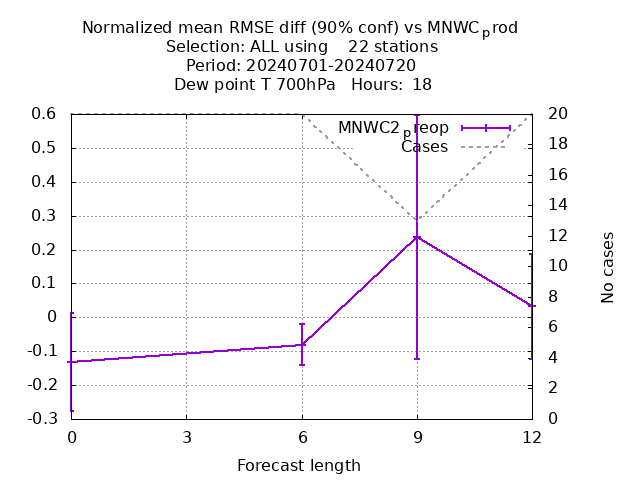 Normalized mean RMSE diff (90% conf) vs MNWCprod
Selection: ALL using 22 stations
Period: 20240701-20240720
Dew point T 700hPa Hours: 18
MNWC2preop
Cases
0.6
0.5
0.4
0.3
0.2
0.1
0
-0.1
-0.2
-0.3
20
18
16
14
12
10
8
6
4
2
0
No cases
0 3 6 9 12
Forecast length